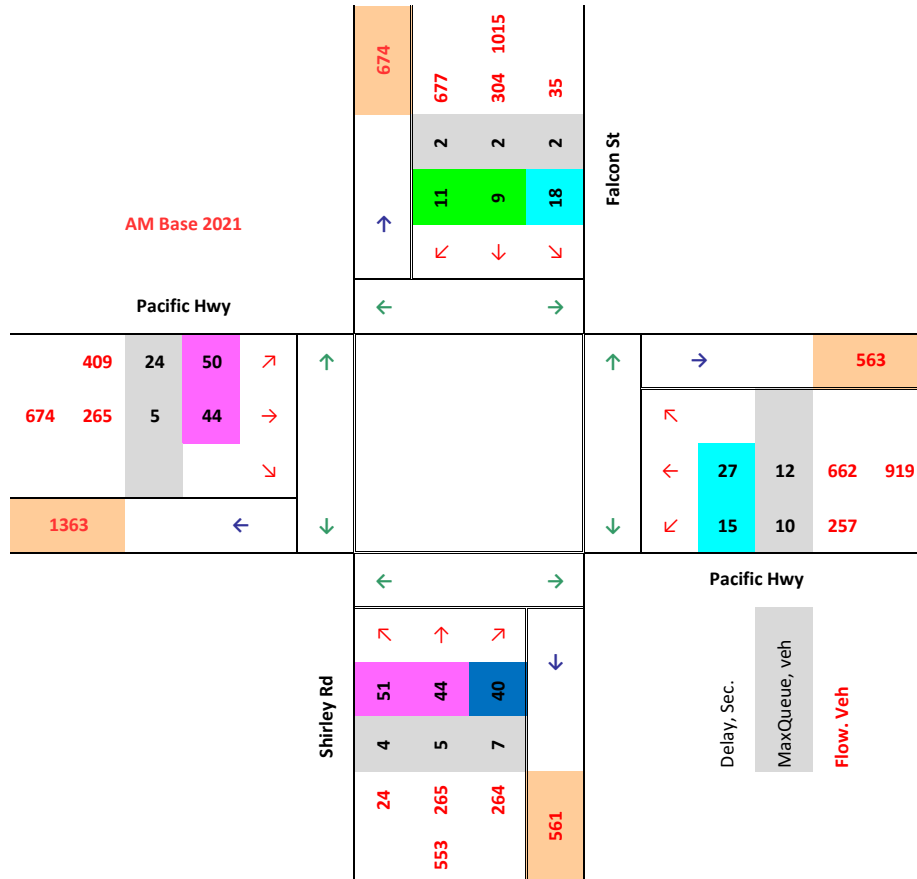 674
677
304 1015
35
2
2
2
11
9
18
Falcon St
AM Base 2021
↑
↙ ↓ ↘
Pacific Hwy
← →
409 24 50 ↗
674 265 5 44 →
↘
1363 ←
↑
↓
↑
↓
→ 563
↖
← 27 12 662 919
↙ 15 10 257
Pacific Hwy
← →
↖ ↑ ↗
↓
Shirley Rd
51
44
40
4
5
7
24
553 265
264
561
Delay, Sec.
MaxQueue, veh
Flow. Veh